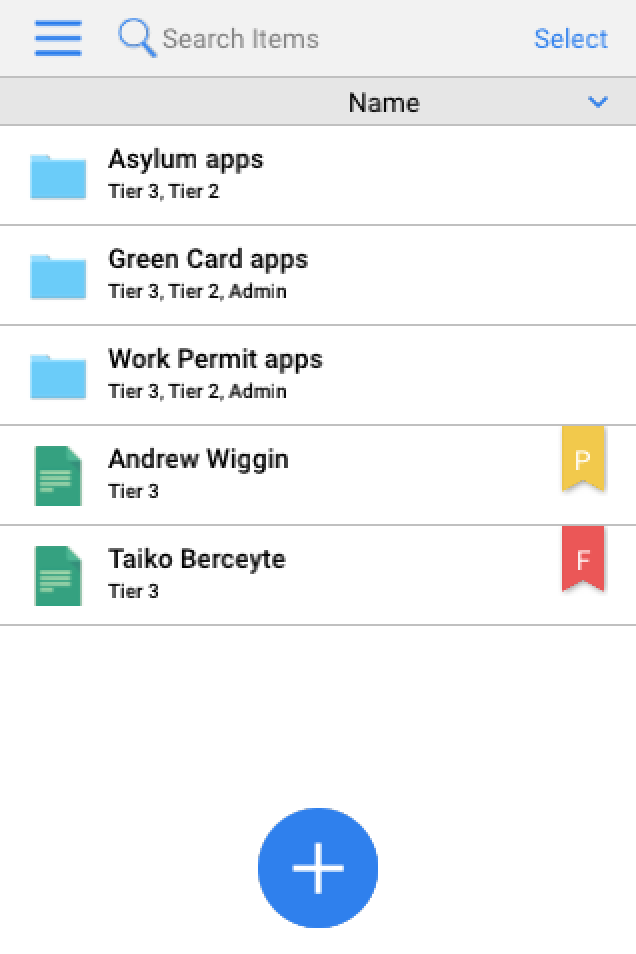 Search Items
Select
Name
Asylum apps
Tier 3, Tier 2
Green Card apps
Tier 3, Tier 2, Admin
Work Permit apps
Tier 3, Tier 2, Admin
Andrew Wiggin
P
Tier 3
Taiko Berceyte
F
Tier 3